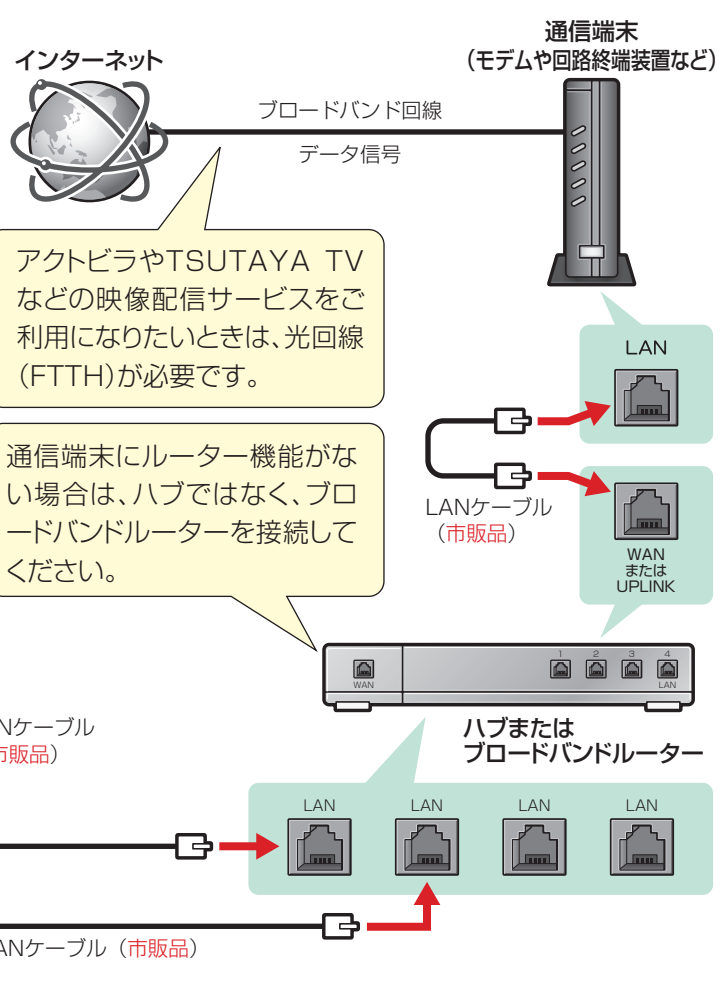 通信端末
(モデムや回路終端装置など)
インターネット
ブロードバンド回線
データ信号
アクトビラやTSUTAYA TV
などの映像配信サービスをご
利用になりたいときは、光回線
(FTTH)が必要です。
LAN
通信端末にルーター機能がな
い場合は、ハブではなく、ブロ
ードバンドルーターを接続して
ください。
LANケーブル
(市販品)
WAN
または
UPLINK
WAN
1 2 3 4
LAN
ハブまたは
ブロードバンドルーター
Nケーブル
市販品)
LAN LAN LAN LAN
ANケーブル (市販品)